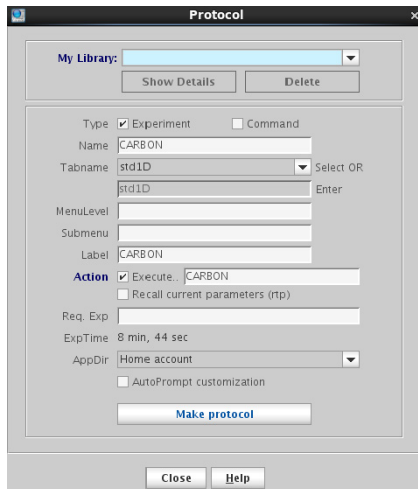 Protocol
My Library:
Show Details Delete
Type Experiment Command
Name CARBON
Tabname std1D Select OR
std1D Enter
MenuLevel
Submenu
Label CARBON
Action Execute.. CARBON
Recall current parameters (rtp)
Req. Exp
ExpTime 8 min, 44 sec
AppDir Home account
AutoPrompt customization
Make protocol
Close Help